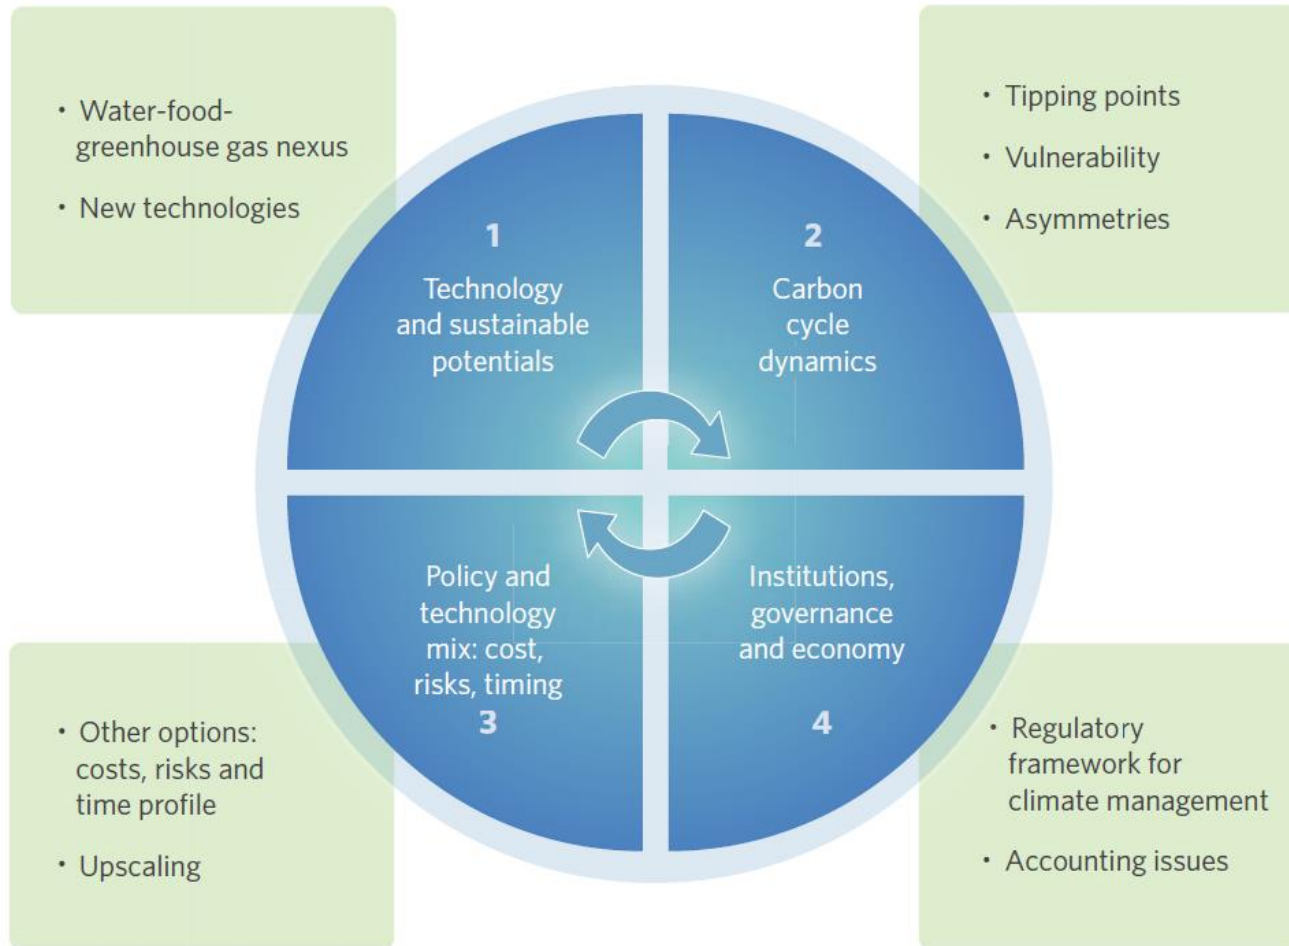 • Water-food-
greenhouse gas nexus
• New technologies
• Tipping points
• Vulnerability
• Asymmetries
1
Technology
and sustainable
potentials
2
Carbon
cycle
dynamics
Policy and
technology
mix: cost,
risks, timing
3
Institutions,
governance
and economy
4
• Other options:
costs, risks and
time profile
• Upscaling
• Regulatory
framework for
climate management
• Accounting issues